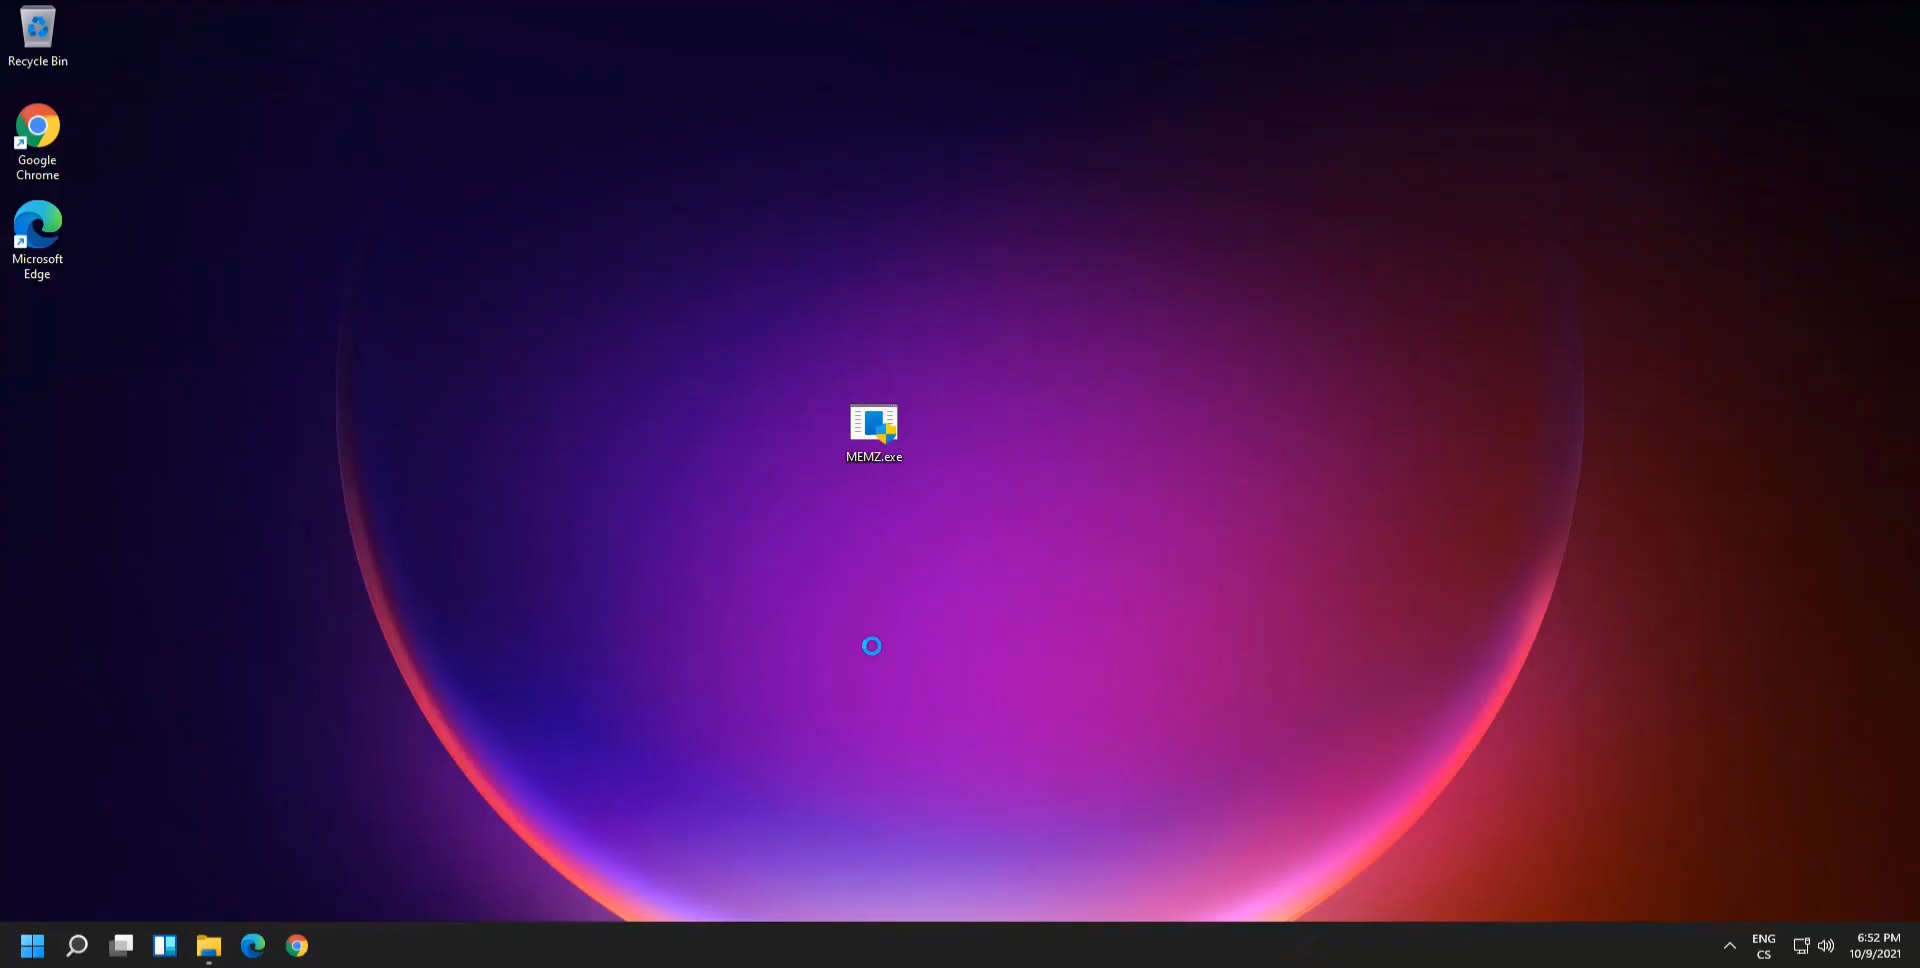 Recycle Bin
Google
Chrome
Microsoft
Edge
MEMZ.exe
ENG
CS
6:52 PM
10/9/2021